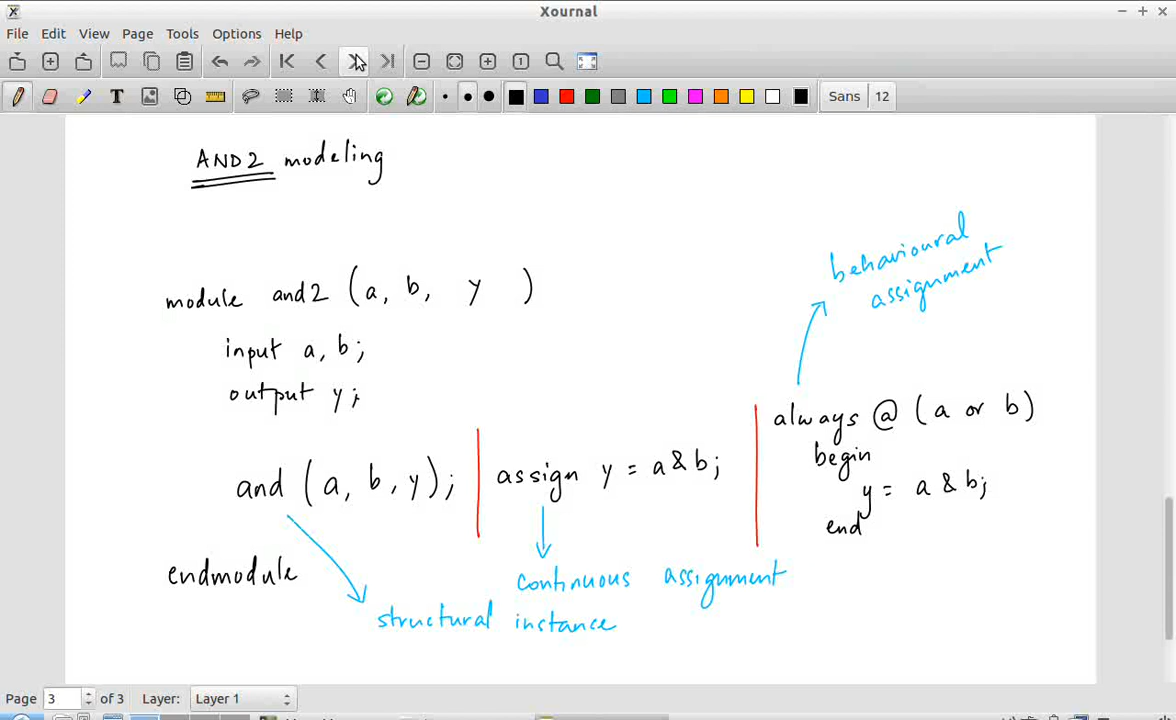 Xournal
File Edit View Page Tools Options Help
Sans 12
AND2 modeling
behavioural
assignment
module and2 (a, b, y )
input a, b;
output y;
always @ (a or b)
begin
y = a & b;
end
and (a, b, y);
assign y = a & b;
endmodule
continuous assignment
structural instance
Page 3 of 3 Layer: Layer 1